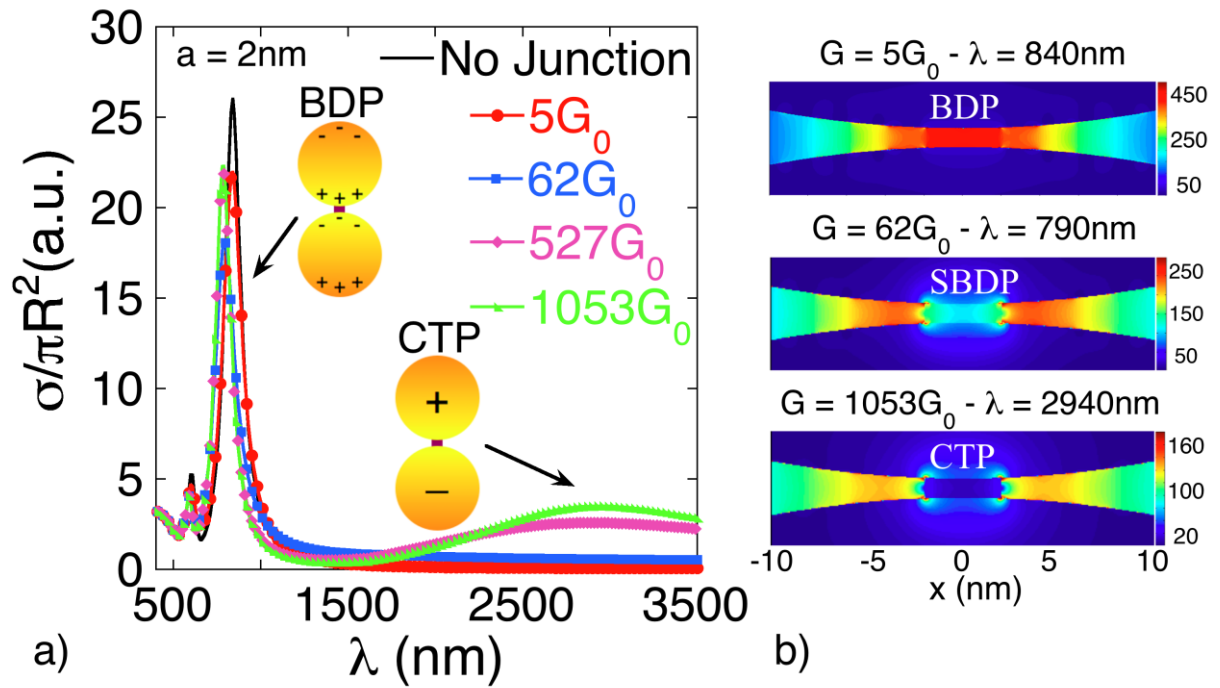 30
25
20
15
10
5
0
σ/πR²(a.u.)
a = 2nm
No Junction
5G₀
62G₀
527G₀
1053G₀
BDP
- - -
+ + +
- - -
+ + +
CTP
+
−
500 1500 2500 3500
λ (nm)
a)
G = 5G₀ - λ = 840nm
BDP
450
250
50
G = 62G₀ - λ = 790nm
SBDP
250
150
50
G = 1053G₀ - λ = 2940nm
CTP
160
100
20
-10 -5 0 5 10
x (nm)
b)